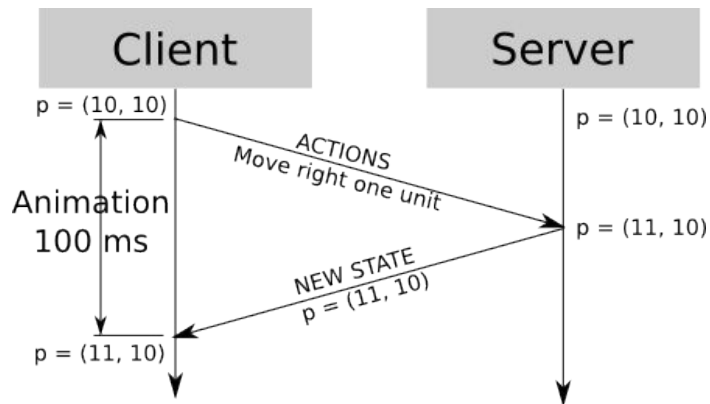 Client
Server
p = (10, 10)
p = (10, 10)
ACTIONS
Move right one unit
Animation
100 ms
p = (11, 10)
NEW STATE
p = (11, 10)
p = (11, 10)